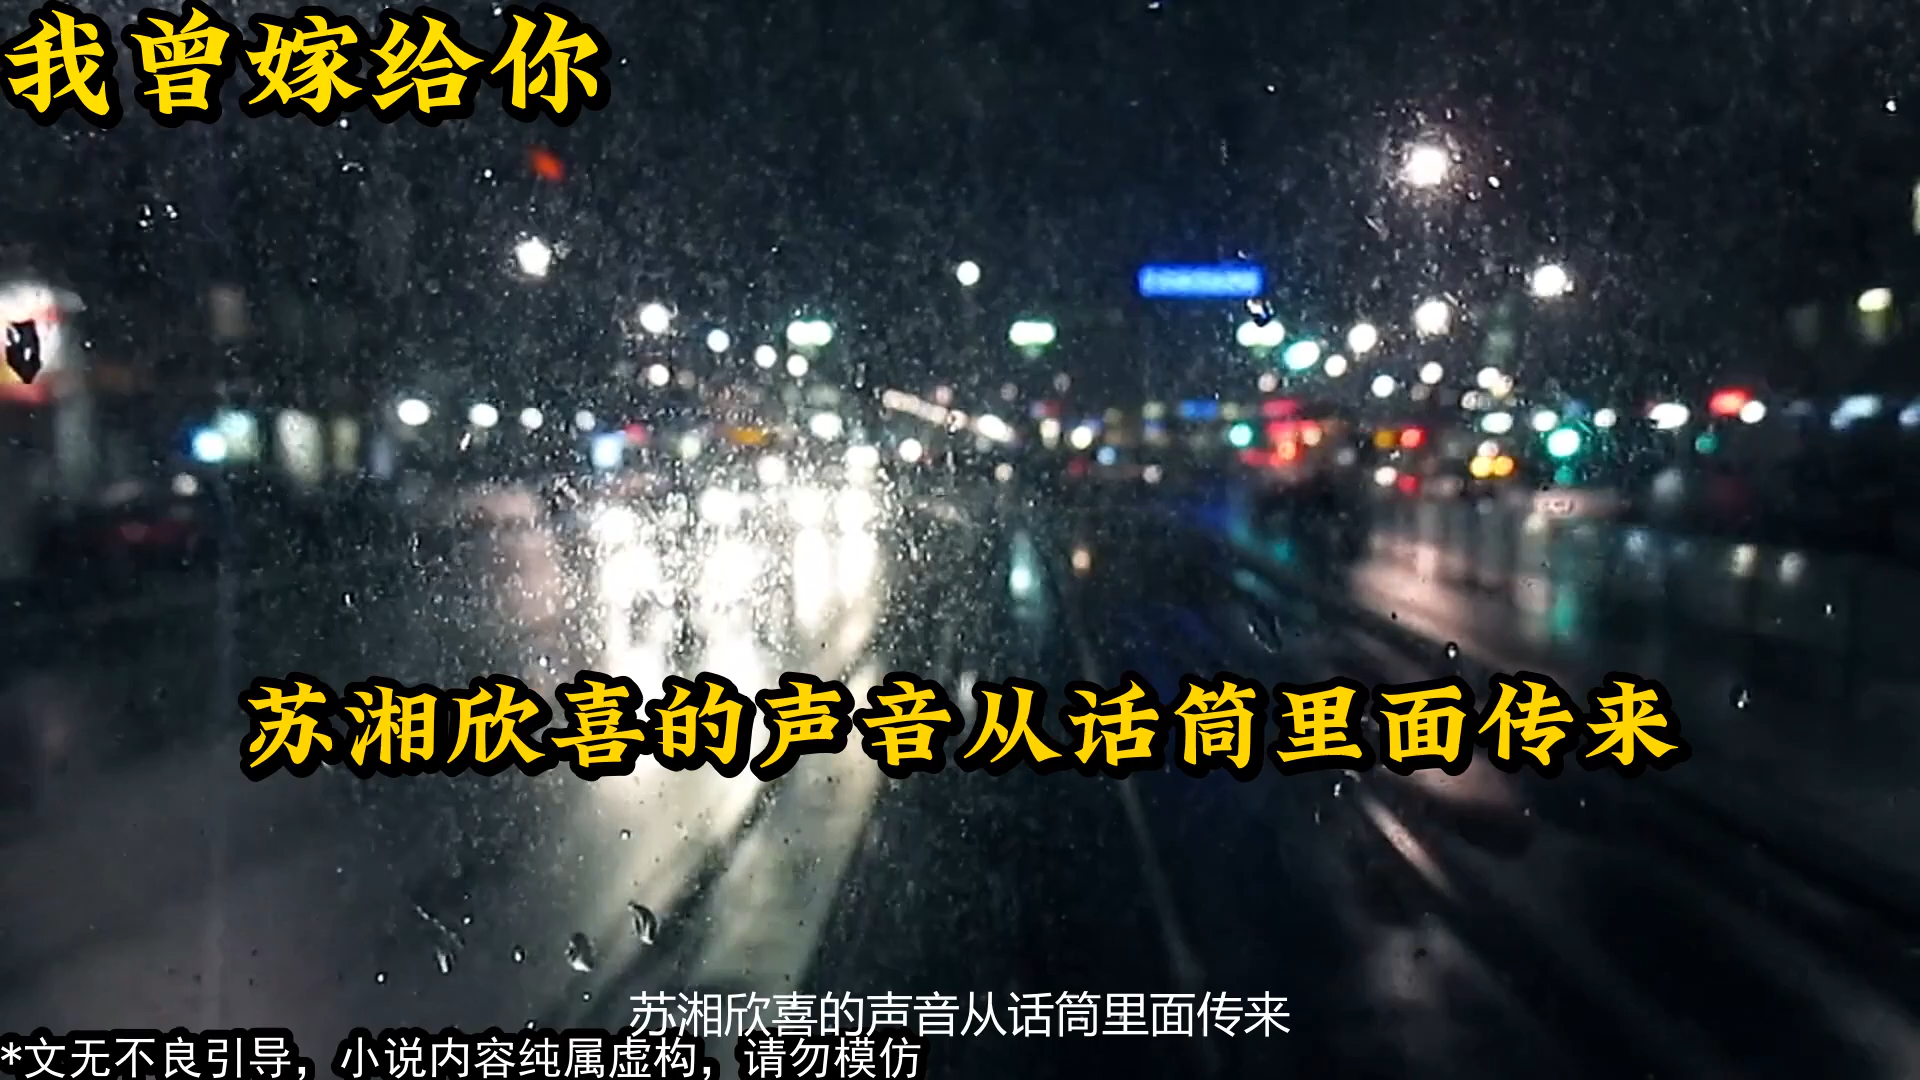 我曾嫁给你
苏湘欣喜的声音从话筒里面传来
苏湘欣喜的声音从话筒里面传来
*文无不良引导，小说内容纯属虚构，请勿模仿